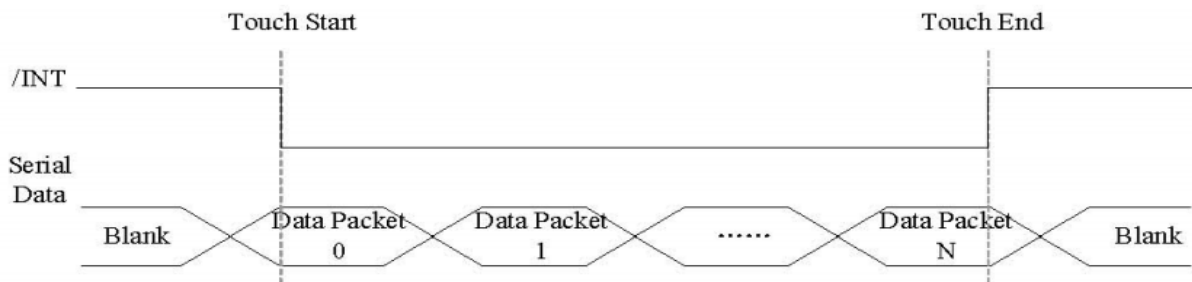 Touch Start
Touch End
/INT
Serial
Data
Blank
Data Packet
0
Data Packet
1
......
Data Packet
N
Blank